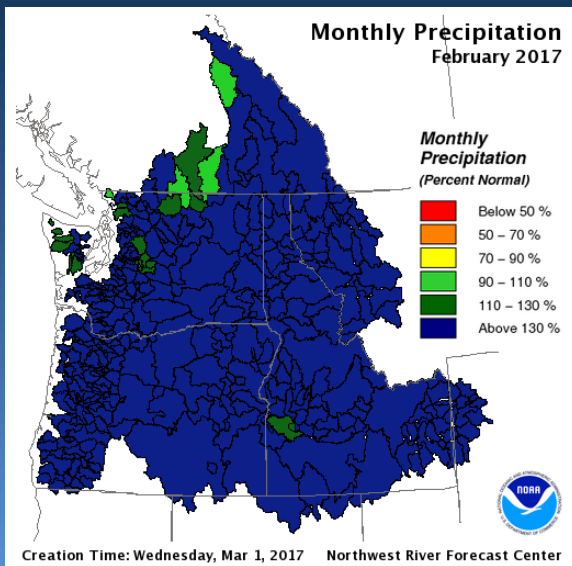 Monthly Precipitation
February 2017
Monthly
Precipitation
(Percent Normal)
Below 50 %
50 – 70 %
70 – 90 %
90 – 110 %
110 – 130 %
Above 130 %
NOAA
Creation Time: Wednesday, Mar 1, 2017 Northwest River Forecast Center